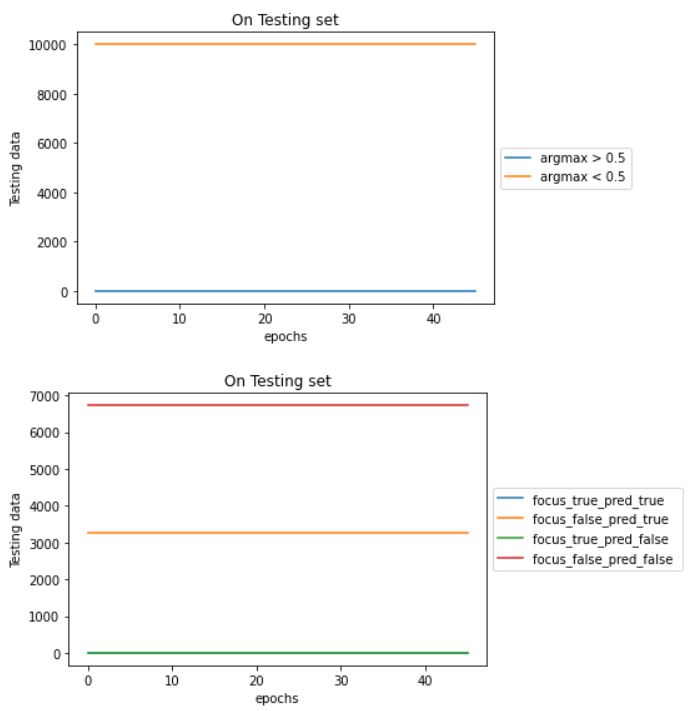 On Testing set
10000
8000
6000
4000
2000
0
Testing data
argmax > 0.5
argmax < 0.5
0 10 20 30 40
epochs
On Testing set
7000
6000
5000
4000
3000
2000
1000
0
Testing data
focus_true_pred_true
focus_false_pred_true
focus_true_pred_false
focus_false_pred_false
0 10 20 30 40
epochs